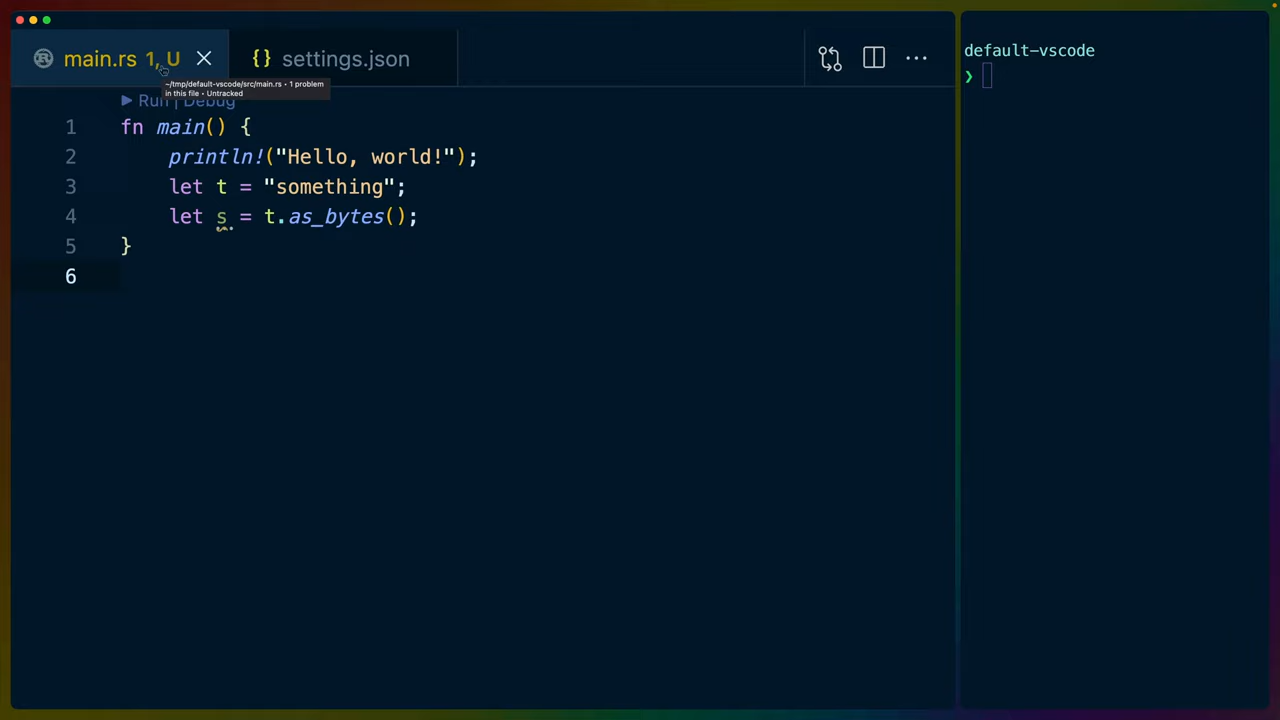 main.rs 1, U
{} settings.json
default-vscode
~/tmp/default-vscode/src/main.rs • 1 problem
in this file • Untracked
❯
▶ Run | Debug
1 fn main() {
2 println!("Hello, world!");
3 let t = "something";
4 let s = t.as_bytes();
5 }
6